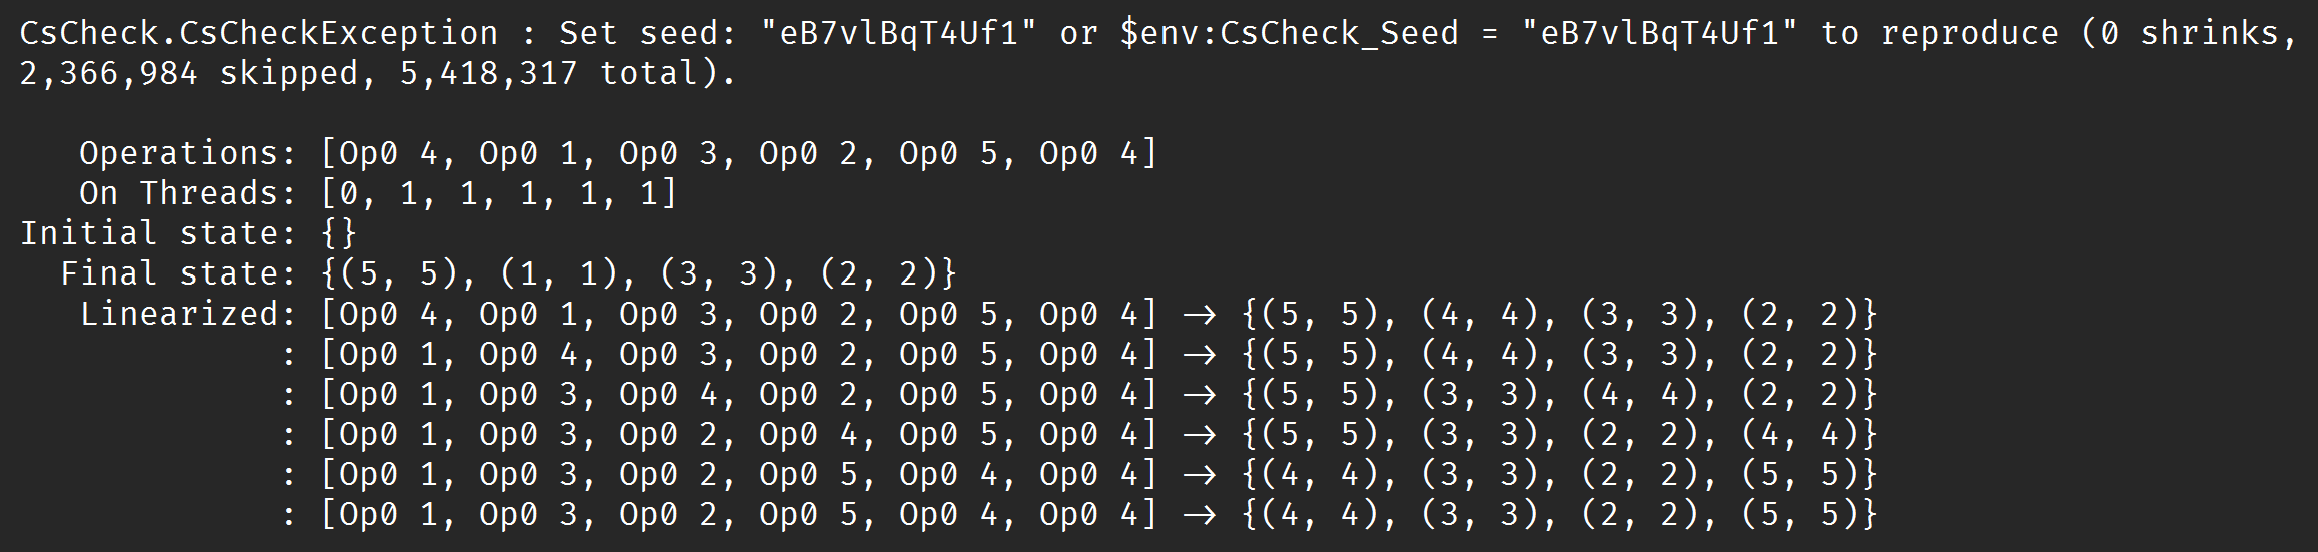 CsCheck.CsCheckException : Set seed: "eB7vlBqT4Uf1" or $env:CsCheck_Seed = "eB7vlBqT4Uf1" to reproduce (0 shrinks,
2,366,984 skipped, 5,418,317 total).
Operations: [Op0 4, Op0 1, Op0 3, Op0 2, Op0 5, Op0 4]
On Threads: [0, 1, 1, 1, 1, 1]
Initial state: {}
Final state: {(5, 5), (1, 1), (3, 3), (2, 2)}
Linearized: [Op0 4, Op0 1, Op0 3, Op0 2, Op0 5, Op0 4] → {(5, 5), (4, 4), (3, 3), (2, 2)}
: [Op0 1, Op0 4, Op0 3, Op0 2, Op0 5, Op0 4] → {(5, 5), (4, 4), (3, 3), (2, 2)}
: [Op0 1, Op0 3, Op0 4, Op0 2, Op0 5, Op0 4] → {(5, 5), (3, 3), (4, 4), (2, 2)}
: [Op0 1, Op0 3, Op0 2, Op0 4, Op0 5, Op0 4] → {(5, 5), (3, 3), (2, 2), (4, 4)}
: [Op0 1, Op0 3, Op0 2, Op0 5, Op0 4, Op0 4] → {(4, 4), (3, 3), (2, 2), (5, 5)}
: [Op0 1, Op0 3, Op0 2, Op0 5, Op0 4, Op0 4] → {(4, 4), (3, 3), (2, 2), (5, 5)}